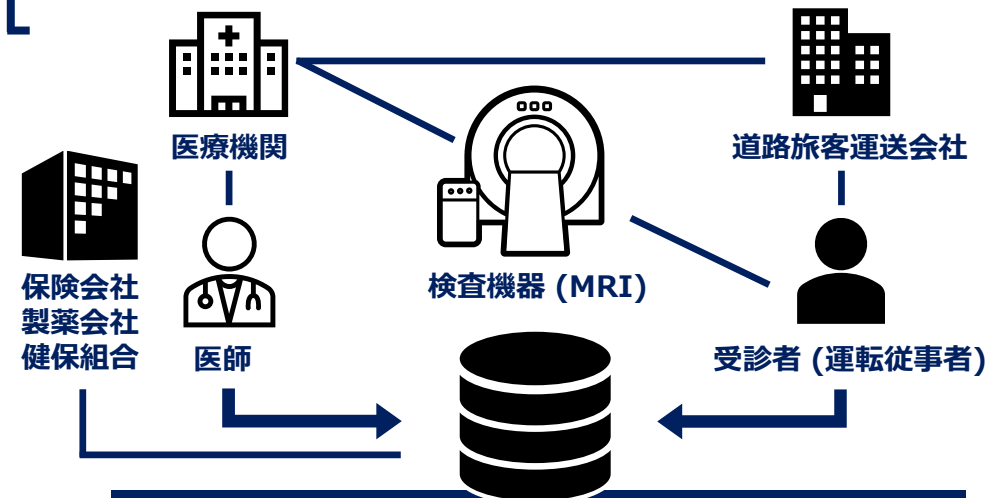 医療機関
道路旅客運送会社
検査機器 (MRI)
保険会社
製薬会社
健保組合
医師
受診者 (運転従事者)